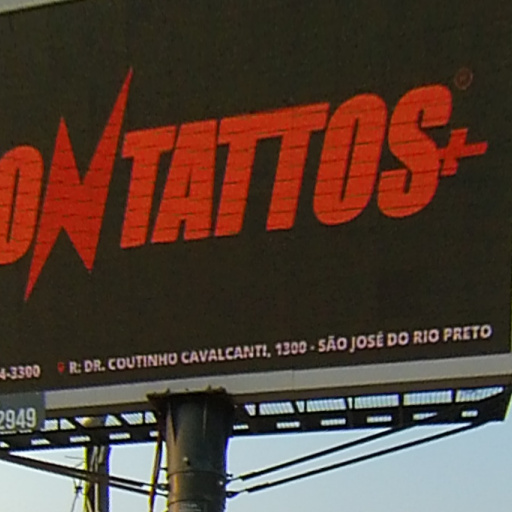 ONTATTOS+
4-3300 R: DR. COUTINHO CAVALCANTI, 1300 - SÃO JOSÉ DO RIO PRETO
2949